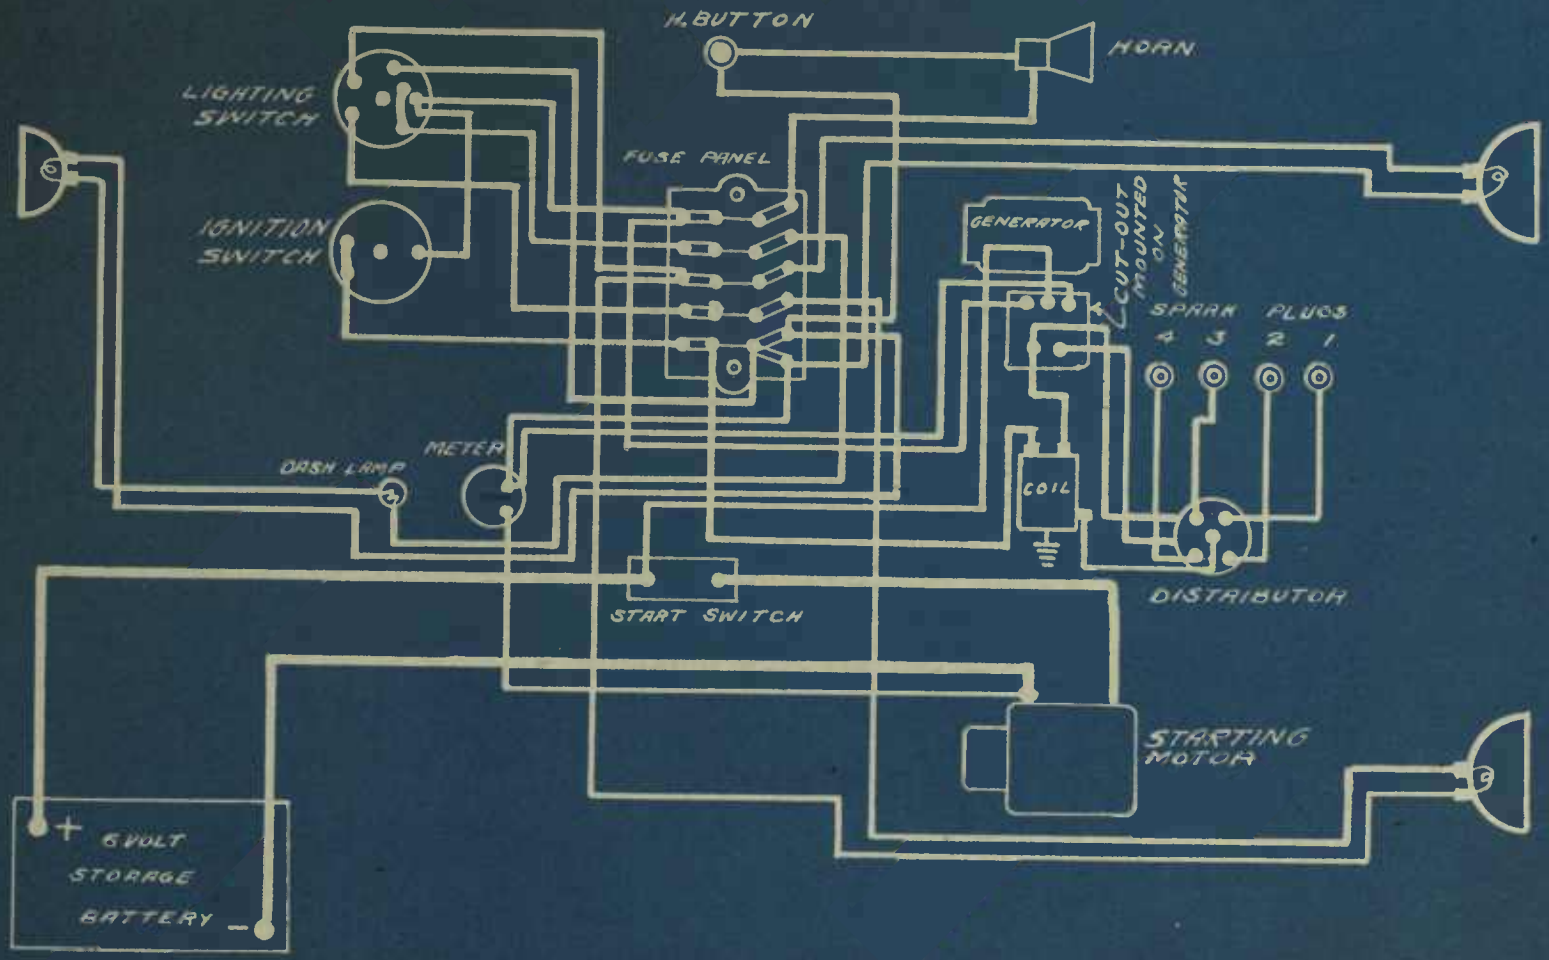 H. BUTTON
HORN
LIGHTING
SWITCH
FUSE PANEL
IGNITION
SWITCH
GENERATOR
CUT-OUT
MOUNTED
ON
GENERATOR
SPARK PLUGS
4 3 2 1
METER
DASH LAMP
COIL
START SWITCH
DISTRIBUTOR
STARTING
MOTOR
+ 6 VOLT
STORAGE
BATTERY -